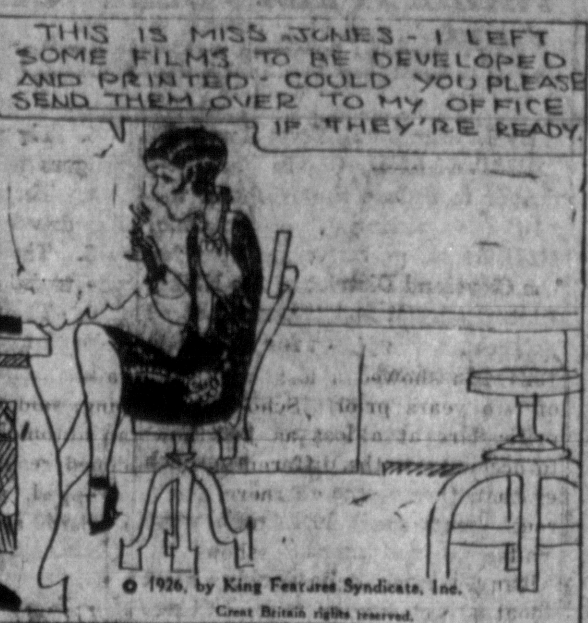 THIS IS MISS JONES - I LEFT
SOME FILMS TO BE DEVELOPED
AND PRINTED - COULD YOU PLEASE
SEND THEM OVER TO MY OFFICE
IF THEY'RE READY
© 1926, by King Features Syndicate, Inc.
Great Britain rights reserved.